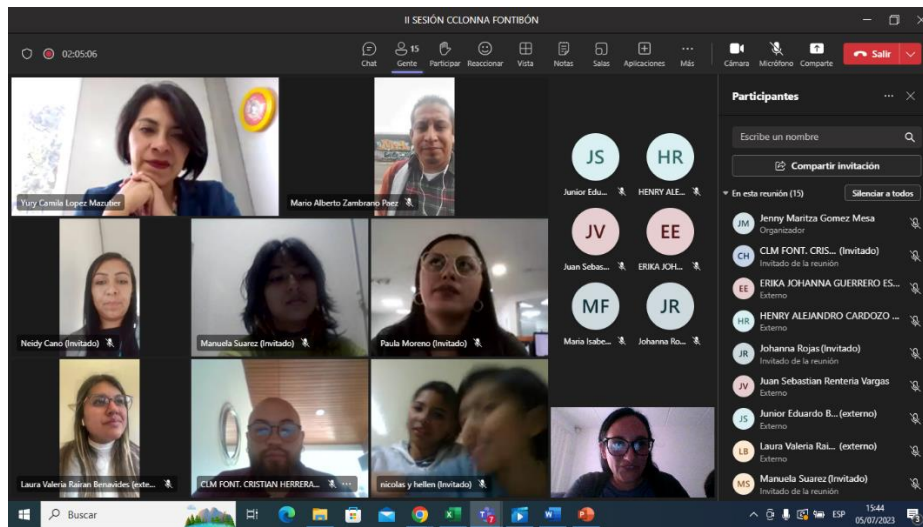 II SESIÓN CCLONNA FONTIBÓN
02:05:06
Chat
15
Gente
Participar
Reaccionar
Vista
Notas
Salas
Aplicaciones
Más
Cámara
Micrófono
Comparte
Salir
Yury Camila Lopez Mazutier
Mario Alberto Zambrano Paez
Neidy Cano (Invitado)
Manuela Suarez (Invitado)
Paula Moreno (Invitado)
Laura Valeria Rairan Benavides (exte...
CLM FONT. CRISTIAN HERRERA...
nicolas y hellen (Invitado)
JS
Junior Edu...
HR
HENRY ALE...
JV
Juan Sebas...
EE
ERIKA JOH...
MF
Maria Isabe...
JR
Johanna Ro...
Participantes
Escribe un nombre
Compartir invitación
En esta reunión (15)
Silenciar a todos
JM
Jenny Maritza Gomez Mesa
Organizador
CH
CLM FONT. CRIS... (Invitado)
Invitado de la reunión
EE
ERIKA JOHANNA GUERRERO ES...
Externo
HR
HENRY ALEJANDRO CARDOZO ...
Externo
JR
Johanna Rojas (Invitado)
Invitado de la reunión
JV
Juan Sebastian Renteria Vargas
Externo
JS
Junior Eduardo B... (externo)
Externo
LB
Laura Valeria Rai... (externo)
Externo
MS
Manuela Suarez (Invitado)
Invitado de la reunión
Buscar
ESP
15:44
05/07/2023